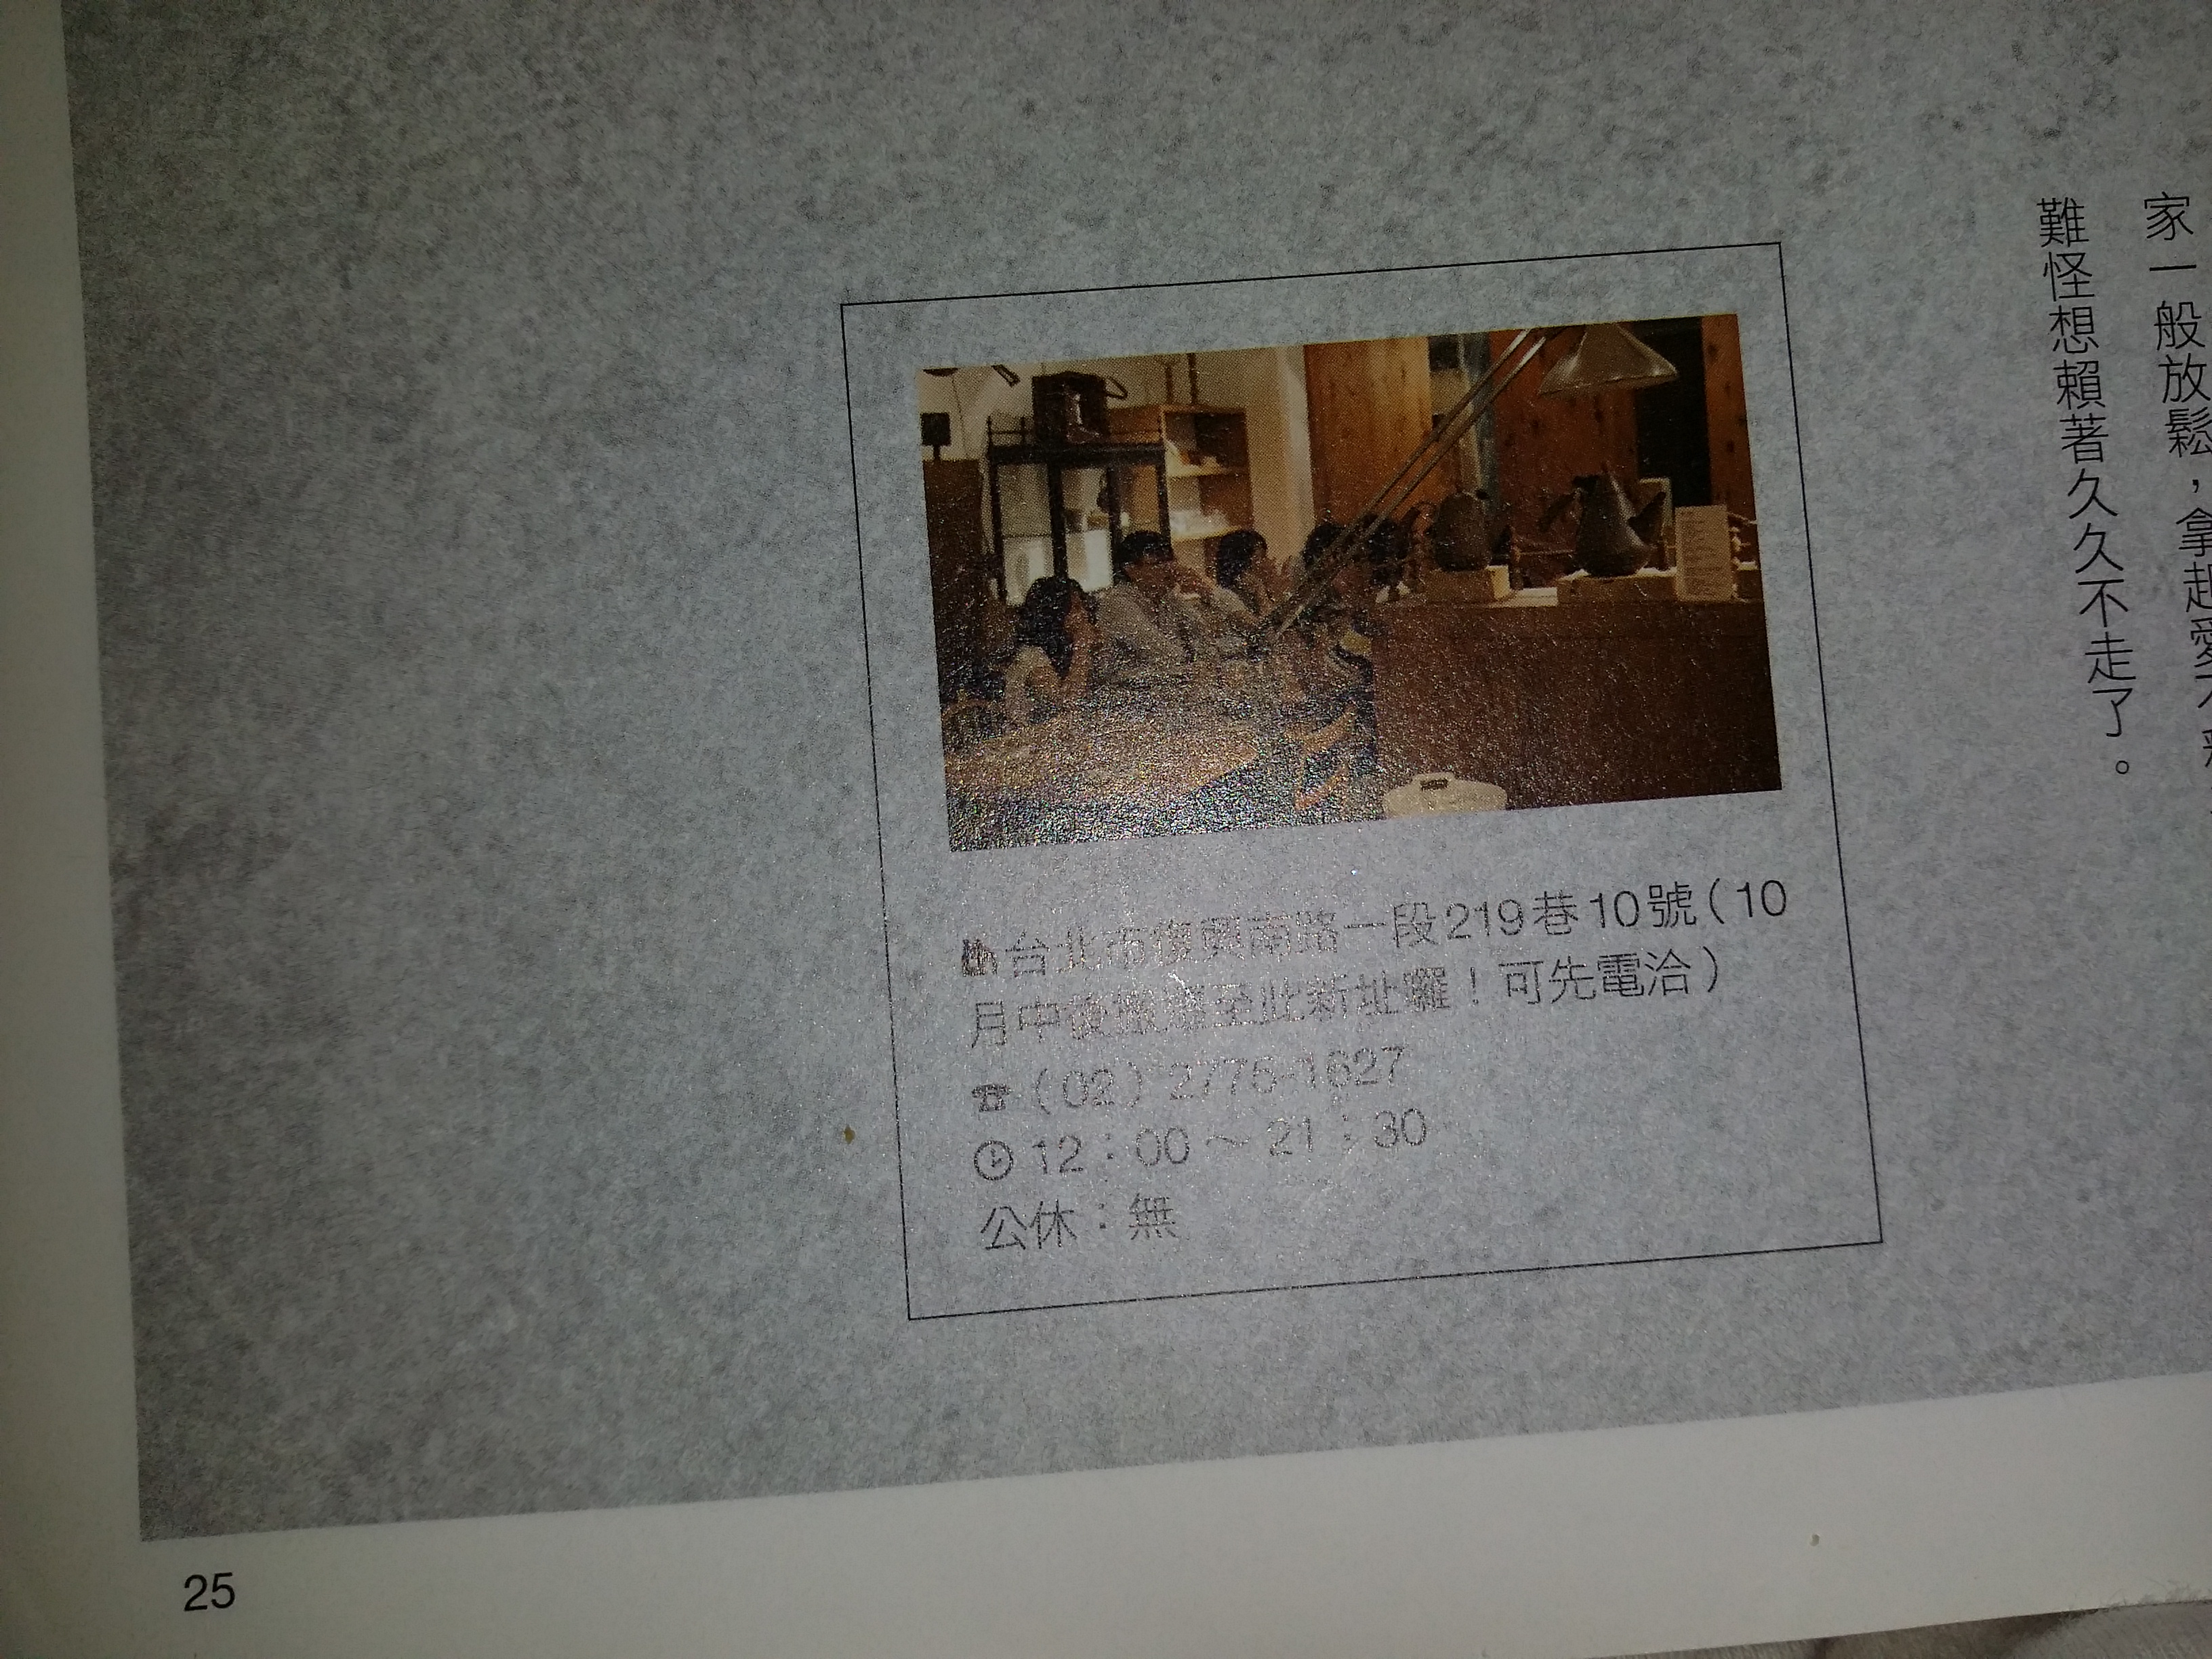 家一般放鬆，拿起愛不
難怪想賴著久久不走了。
台北市復興南路一段219巷10號（10
月中後搬遷至此新址囉！可先電洽）
（02）2775-1627
12：00～21：30
公休：無
25